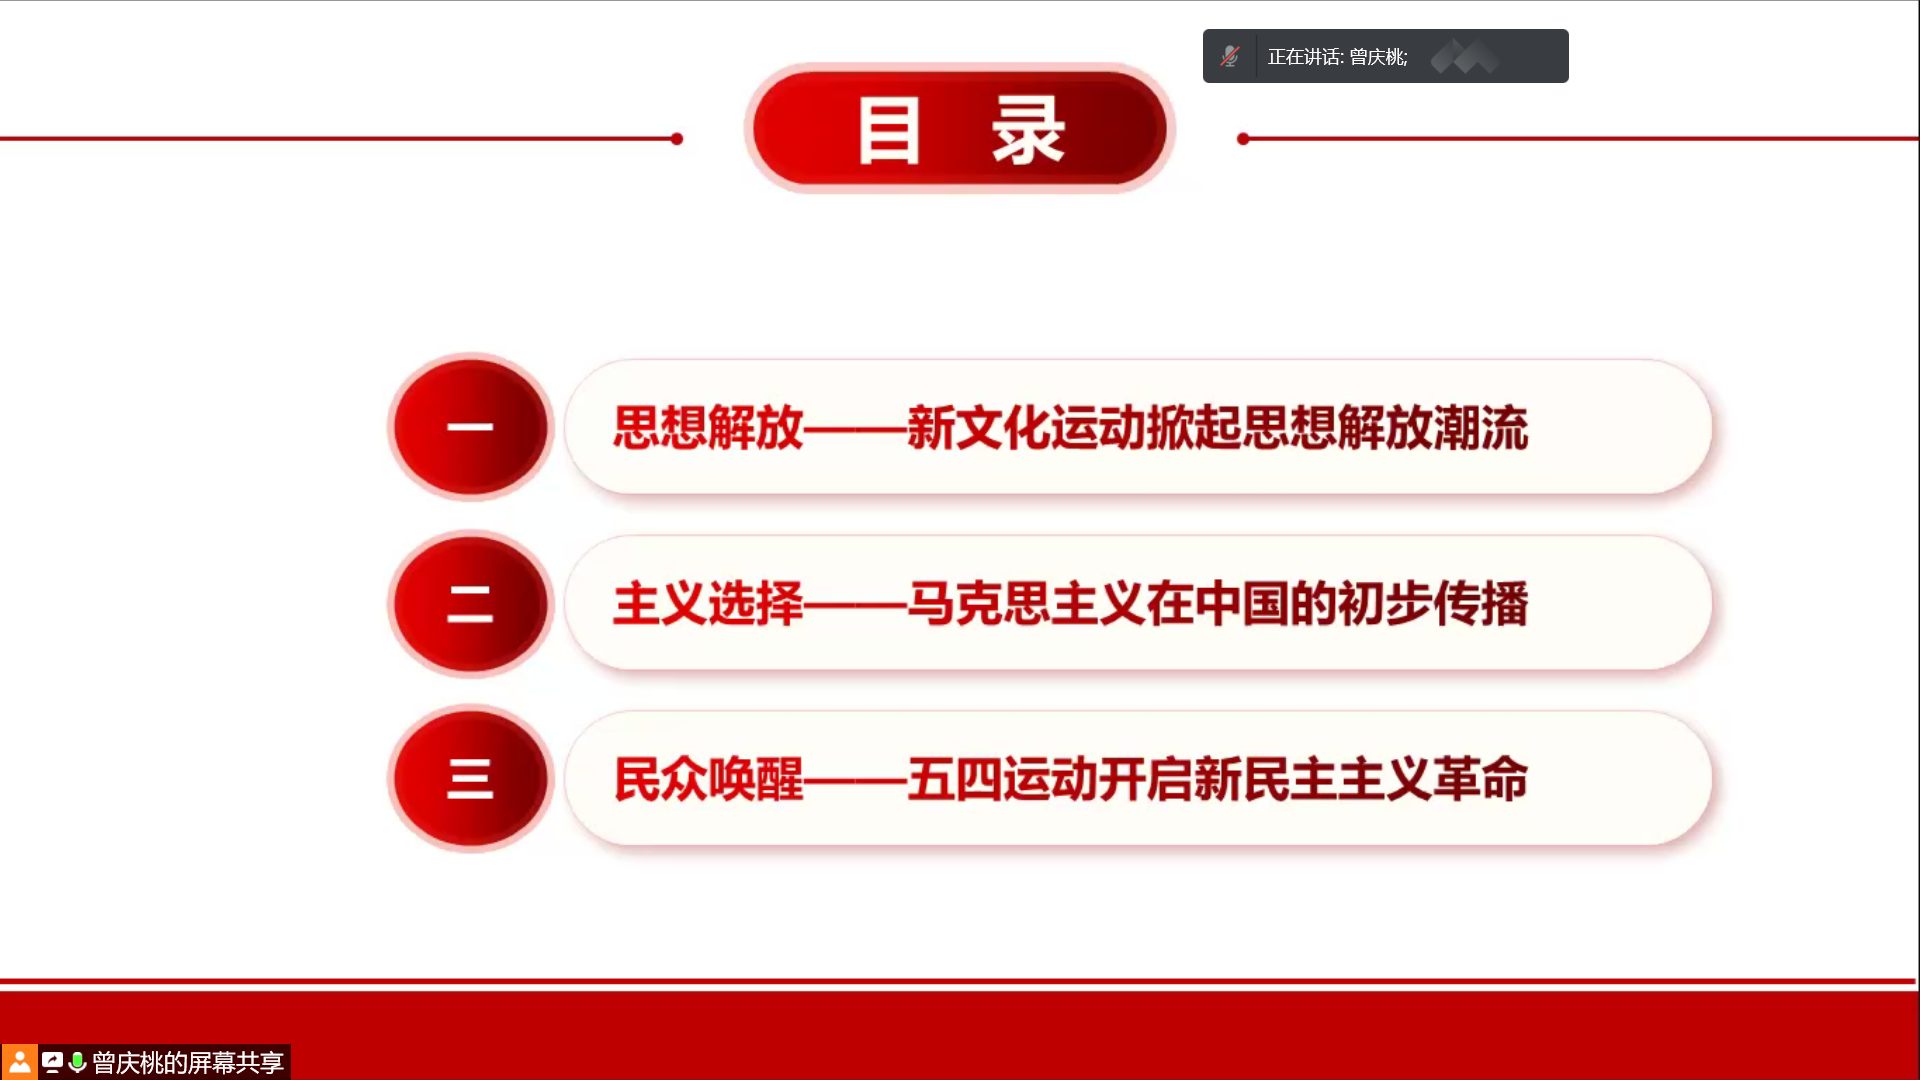 正在讲话: 曾庆桃;
目 录
一
思想解放——新文化运动掀起思想解放潮流
二
主义选择——马克思主义在中国的初步传播
三
民众唤醒——五四运动开启新民主主义革命
曾庆桃的屏幕共享